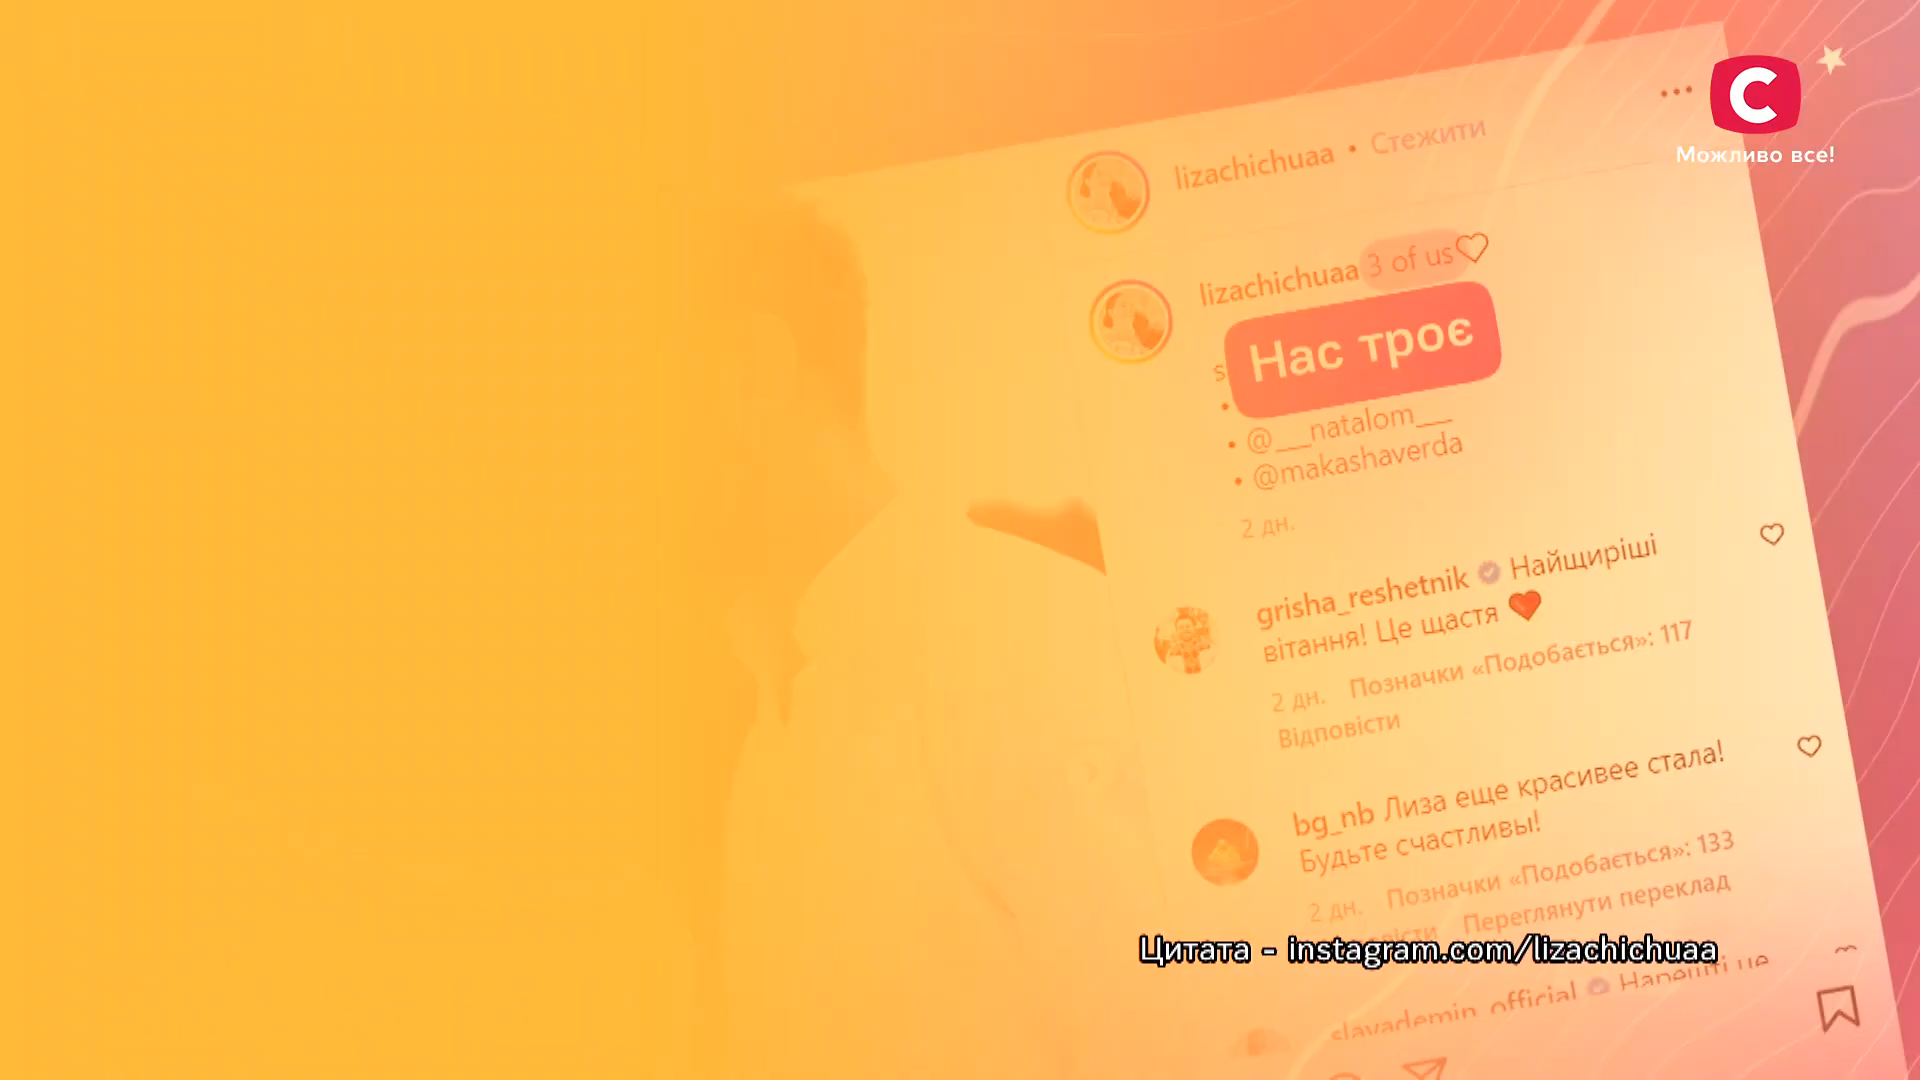 C
Можливо все!
lizachichuaa • Стежити
lizachichuaa 3 of us
Нас троє
s
• @___natalom___
• @makashaverda
2 дн.
grisha_reshetnik Найщиріші
вітання! Це щастя
2 дн. Позначки «Подобається»: 117
Відповісти
bg_nb Лиза еще красивее стала!
Будьте счастливы!
2 дн. Позначки «Подобається»: 133
Переглянути переклад
Цитата - instagram.com/lizachichuaa
slavademin_official Нарешті це